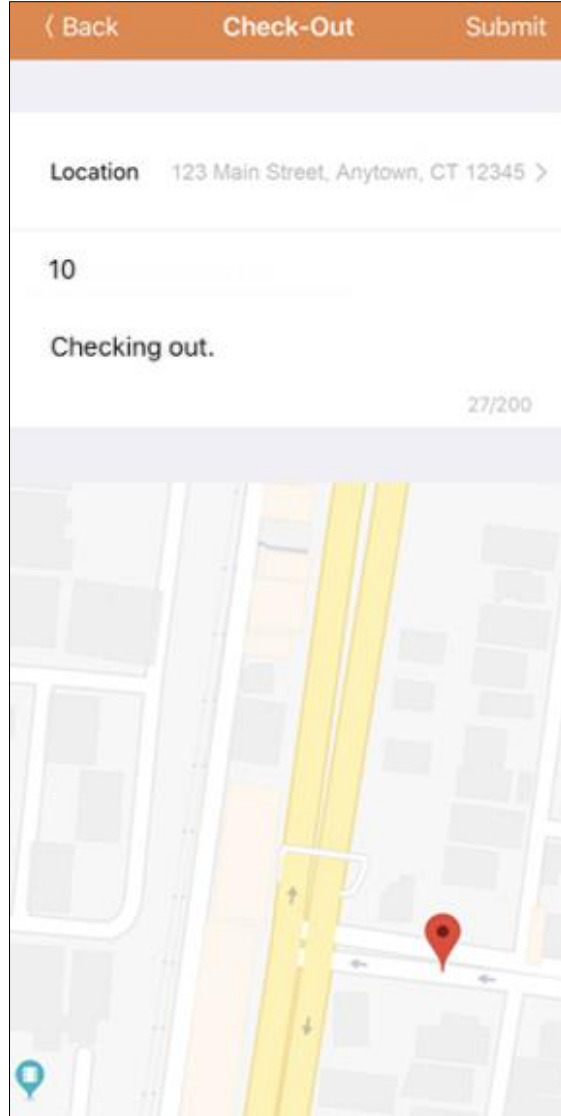 Back Check-Out Submit
Location 123 Main Street, Anytown, CT 12345
10
Checking out.
27/200